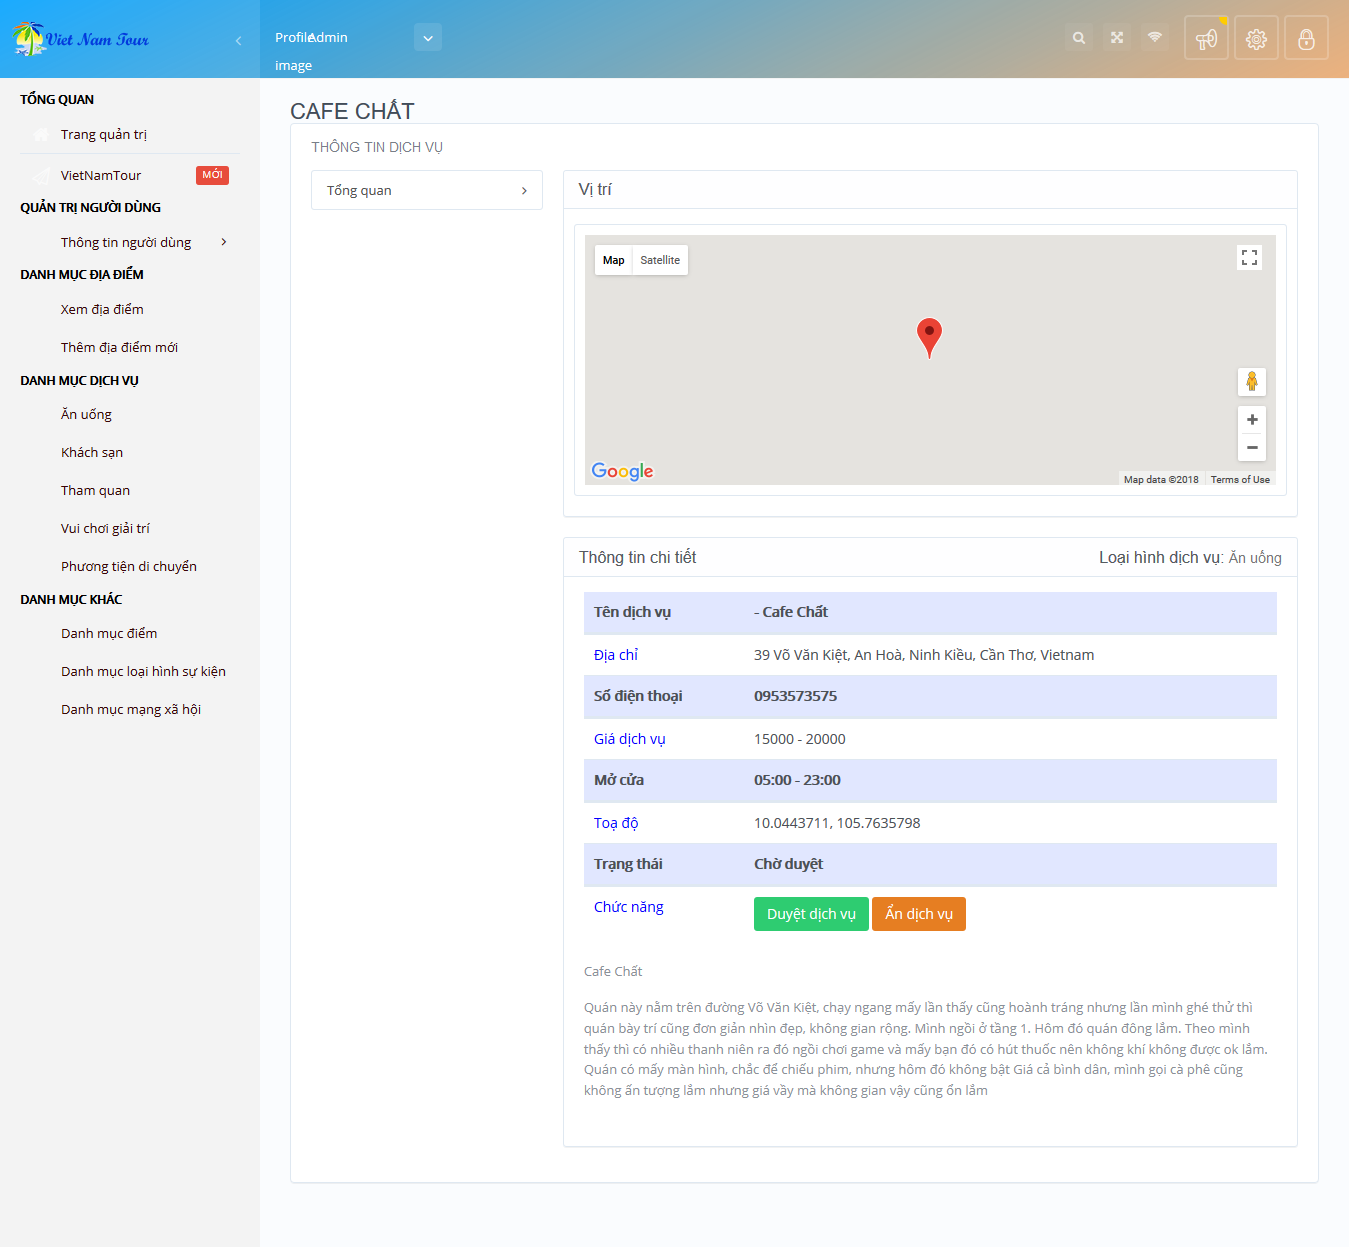 Viet Nam Tour
Profile image
Admin
TỔNG QUAN
Trang quản trị
VietNamTour
MỚI
QUẢN TRỊ NGƯỜI DÙNG
Thông tin người dùng
DANH MỤC ĐỊA ĐIỂM
Xem địa điểm
Thêm địa điểm mới
DANH MỤC DỊCH VỤ
Ăn uống
Khách sạn
Tham quan
Vui chơi giải trí
Phương tiện di chuyển
DANH MỤC KHÁC
Danh mục điểm
Danh mục loại hình sự kiện
Danh mục mạng xã hội
CAFE CHẤT
THÔNG TIN DỊCH VỤ
Tổng quan
Vị trí
Map
Satellite
Google
Map data ©2018
Terms of Use
Thông tin chi tiết
Loại hình dịch vụ: Ăn uống
Tên dịch vụ
- Cafe Chất
Địa chỉ
39 Võ Văn Kiệt, An Hoà, Ninh Kiều, Cần Thơ, Vietnam
Số điện thoại
0953573575
Giá dịch vụ
15000 - 20000
Mở cửa
05:00 - 23:00
Toạ độ
10.0443711, 105.7635798
Trạng thái
Chờ duyệt
Chức năng
Duyệt dịch vụ
Ẩn dịch vụ
Cafe Chất
Quán này nằm trên đường Võ Văn Kiệt, chạy ngang mấy lần thấy cũng hoành tráng nhưng lần mình ghé thử thì
quán bày trí cũng đơn giản nhìn đẹp, không gian rộng. Mình ngồi ở tầng 1. Hôm đó quán đông lắm. Theo mình
thấy thì có nhiều thanh niên ra đó ngồi chơi game và mấy bạn đó có hút thuốc nên không khí không được ok lắm.
Quán có mấy màn hình, chắc để chiếu phim, nhưng hôm đó không bật Giá cả bình dân, mình gọi cà phê cũng
không ấn tượng lắm nhưng giá vầy mà không gian vậy cũng ổn lắm